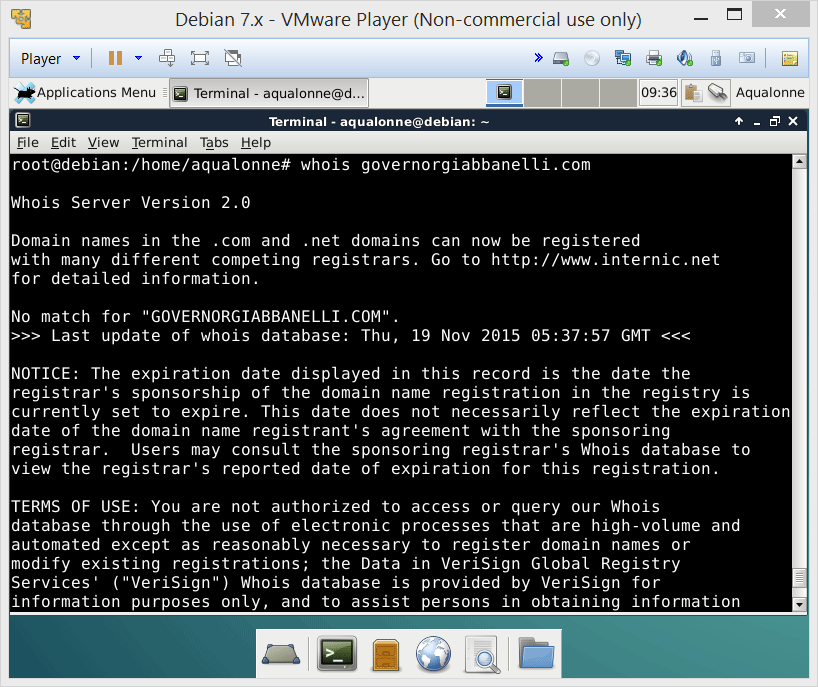 Debian 7.x - VMware Player (Non-commercial use only)
Player
Applications Menu
Terminal - aqualonne@d...
09:36
Aqualonne
Terminal - aqualonne@debian: ~
File Edit View Terminal Tabs Help
root@debian:/home/aqualonne# whois governorgiabbanelli.com
Whois Server Version 2.0
Domain names in the .com and .net domains can now be registered
with many different competing registrars. Go to http://www.internic.net
for detailed information.
No match for "GOVERNORGIABBANELLI.COM".
>>> Last update of whois database: Thu, 19 Nov 2015 05:37:57 GMT <<<
NOTICE: The expiration date displayed in this record is the date the
registrar's sponsorship of the domain name registration in the registry is
currently set to expire. This date does not necessarily reflect the expiration
date of the domain name registrant's agreement with the sponsoring
registrar.  Users may consult the sponsoring registrar's Whois database to
view the registrar's reported date of expiration for this registration.
TERMS OF USE: You are not authorized to access or query our Whois
database through the use of electronic processes that are high-volume and
automated except as reasonably necessary to register domain names or
modify existing registrations; the Data in VeriSign Global Registry
Services' ("VeriSign") Whois database is provided by VeriSign for
information purposes only, and to assist persons in obtaining information